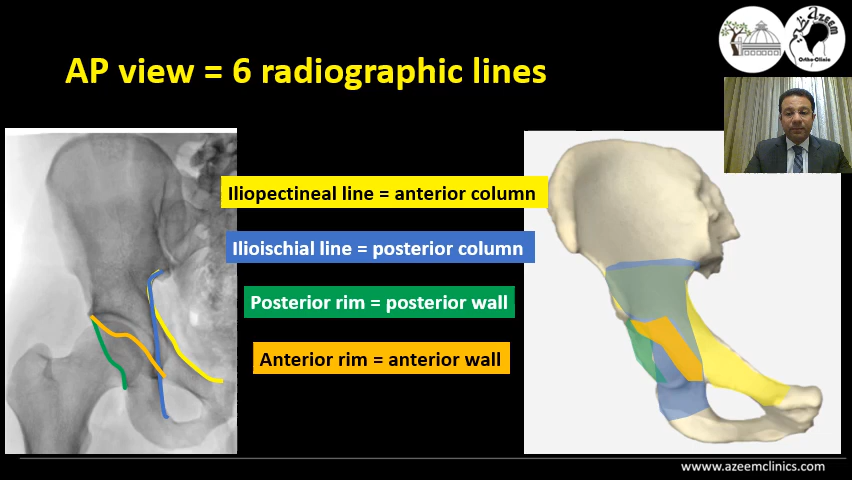 AP view = 6 radiographic lines
Azeem
Ortho-Clinic
Iliopectineal line = anterior column
Ilioischial line = posterior column
Posterior rim = posterior wall
Anterior rim = anterior wall
www.azeemclinics.com